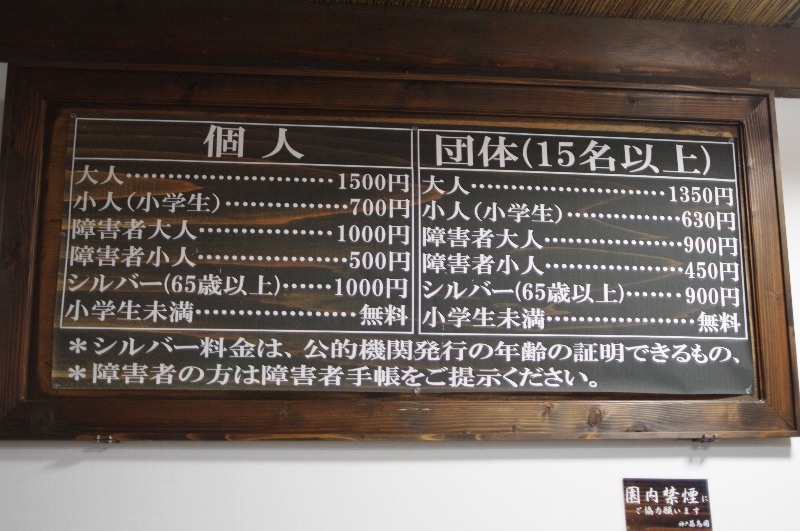 個人
大人……………………1500円
小人(小学生)……………700円
障害者大人……………1000円
障害者小人………………500円
シルバー(65歳以上)……1000円
小学生未満………………無料
団体(15名以上)
大人……………………1350円
小人(小学生)……………630円
障害者大人………………900円
障害者小人………………450円
シルバー(65歳以上)……900円
小学生未満………………無料
＊シルバー料金は、公的機関発行の年齢の証明できるもの、
＊障害者の方は障害者手帳をご提示ください。
園内禁煙に
ご協力願います
神戸花鳥園